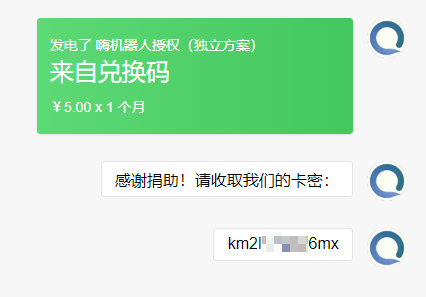 发电了 嗨机器人授权（独立方案）
来自兑换码
￥5.00 x 1 个月
感谢捐助！请收取我们的卡密：
km2l 6mx